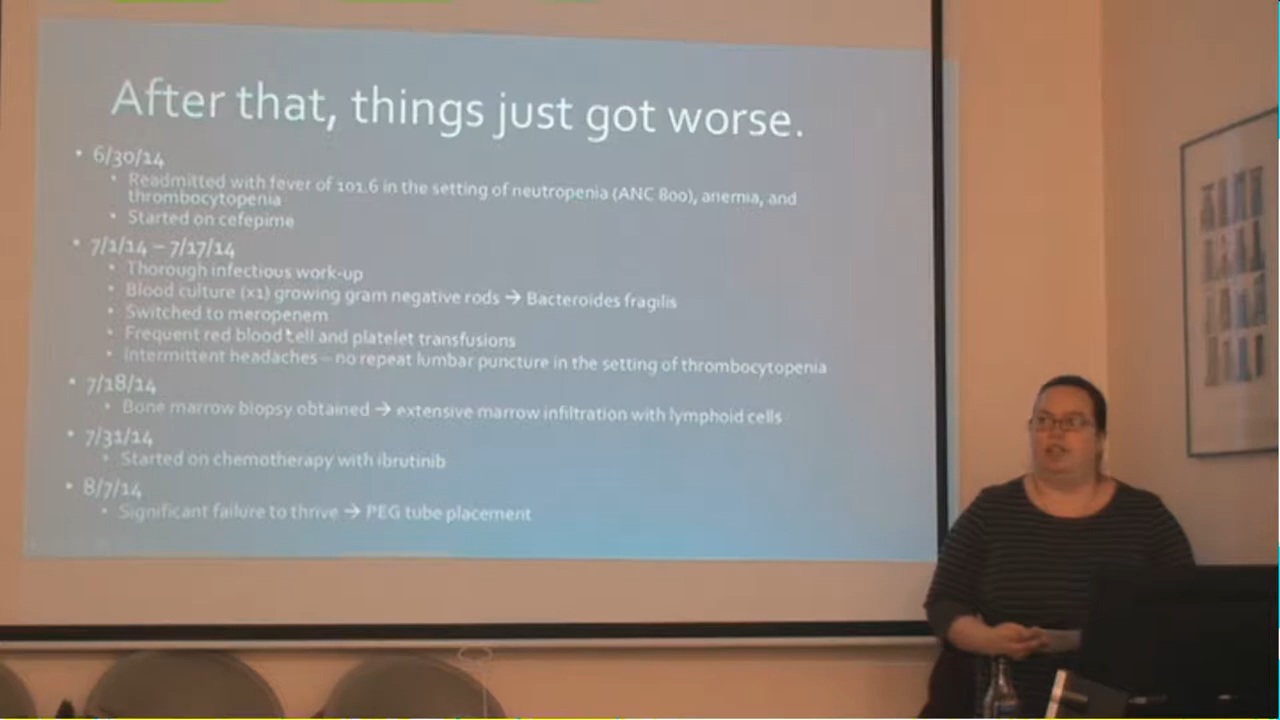 After that, things just got worse.
• 6/30/14
• Readmitted with fever of 101.6 in the setting of neutropenia (ANC 800), anemia, and
thrombocytopenia
• Started on cefepime
• 7/1/14 – 7/17/14
• Thorough infectious work-up
• Blood culture (x1) growing gram negative rods → Bacteroides fragilis
• Switched to meropenem
• Frequent red blood cell and platelet transfusions
• Intermittent headaches – no repeat lumbar puncture in the setting of thrombocytopenia
• 7/18/14
• Bone marrow biopsy obtained → extensive marrow infiltration with lymphoid cells
• 7/31/14
• Started on chemotherapy with ibrutinib
• 8/7/14
• Significant failure to thrive → PEG tube placement